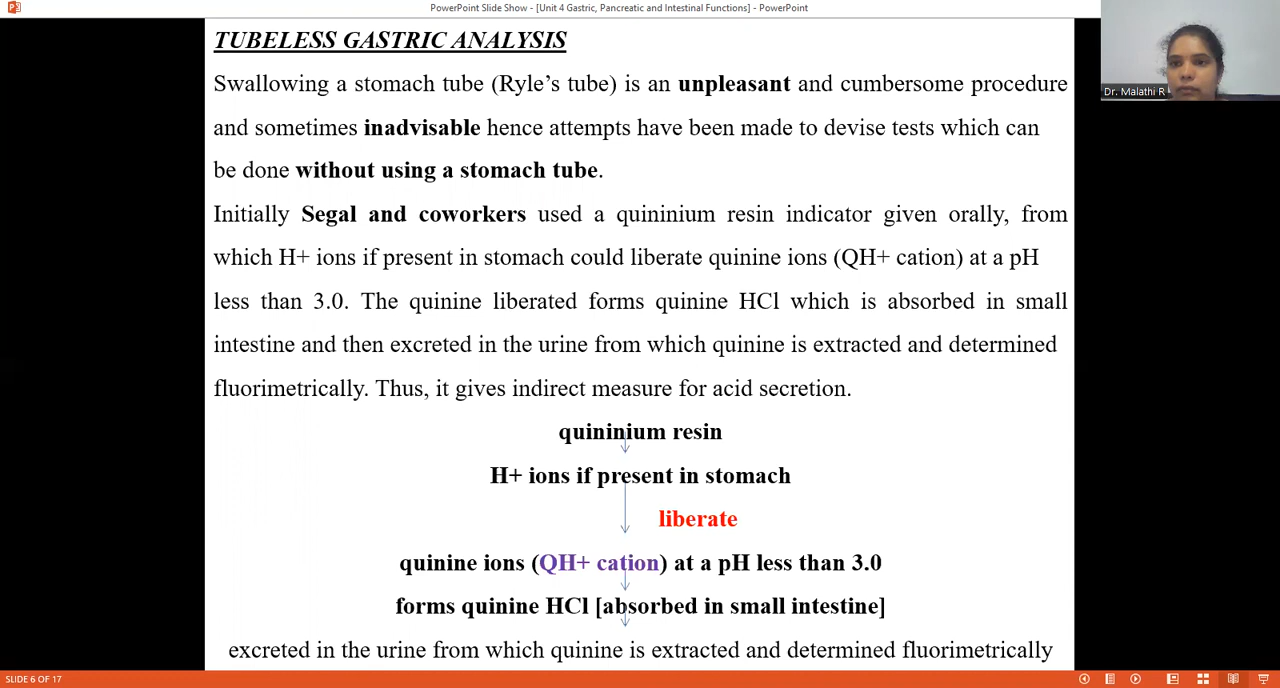 PowerPoint Slide Show - [Unit 4 Gastric, Pancreatic and Intestinal Functions] - PowerPoint
TUBELESS GASTRIC ANALYSIS
Swallowing a stomach tube (Ryle’s tube) is an unpleasant and cumbersome procedure
and sometimes inadvisable hence attempts have been made to devise tests which can
be done without using a stomach tube.
Initially Segal and coworkers used a quininium resin indicator given orally, from
which H+ ions if present in stomach could liberate quinine ions (QH+ cation) at a pH
less than 3.0. The quinine liberated forms quinine HCl which is absorbed in small
intestine and then excreted in the urine from which quinine is extracted and determined
fluorimetrically. Thus, it gives indirect measure for acid secretion.
quininium resin
H+ ions if present in stomach
liberate
quinine ions (QH+ cation) at a pH less than 3.0
forms quinine HCl [absorbed in small intestine]
excreted in the urine from which quinine is extracted and determined fluorimetrically
Dr. Malathi R
SLIDE 6 OF 17